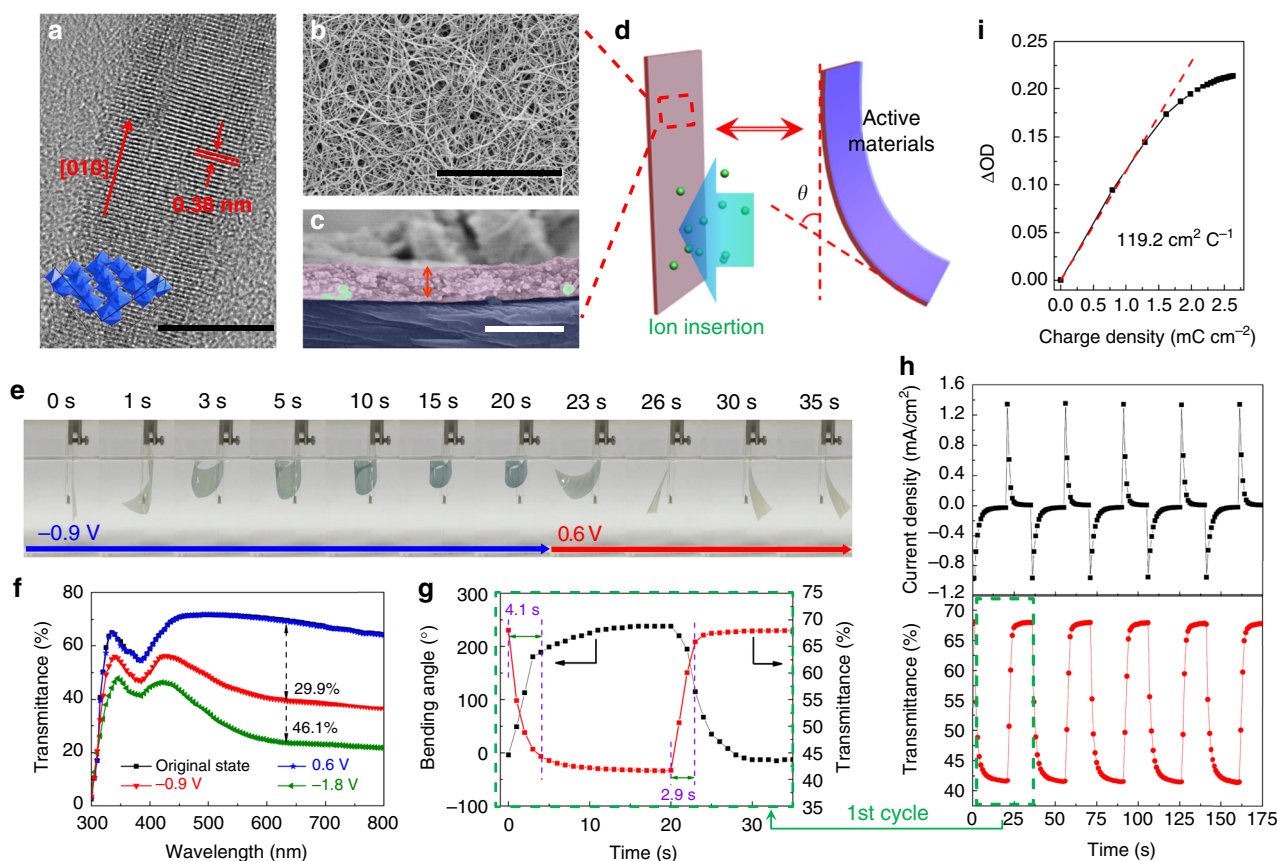 a
[010]
0.38 nm
b
c
d
Active
materials
θ
Ion insertion
i
0.25
0.20
0.15
0.10
0.05
0.00
ΔOD
119.2 cm² C⁻¹
0.0 0.5 1.0 1.5 2.0 2.5
Charge density (mC cm⁻²)
e
0 s 1 s 3 s 5 s 10 s 15 s 20 s 23 s 26 s 30 s 35 s
−0.9 V 0.6 V
f
80
60
40
20
0
Transmittance (%)
29.9%
46.1%
Original state 0.6 V
−0.9 V −1.8 V
300 400 500 600 700 800
Wavelength (nm)
g
300
200
100
0
−100
Bending angle (°)
4.1 s
2.9 s
75
70
65
60
55
50
45
40
35
Transmittance (%)
0 10 20 30
Time (s)
1st cycle
h
1.6
1.2
0.8
0.4
0.0
−0.4
−0.8
−1.2
Current density (mA/cm²)
70
65
60
55
50
45
40
Transmittance (%)
0 25 50 75 100 125 150 175
Time (s)